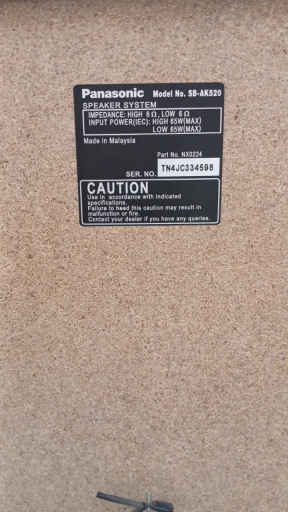 Panasonic Model No. SB-AK520
SPEAKER SYSTEM
IMPEDANCE: HIGH 6Ω, LOW 6Ω
INPUT POWER(IEC): HIGH 65W(MAX)
LOW 65W(MAX)
Made in Malaysia
Part No. NX0224
SER. NO. TN4JC334598
CAUTION
Use in accordance with indicated
specifications.
Failure to heed this caution may result in
malfunction or fire.
Contact your dealer if you have any queries.